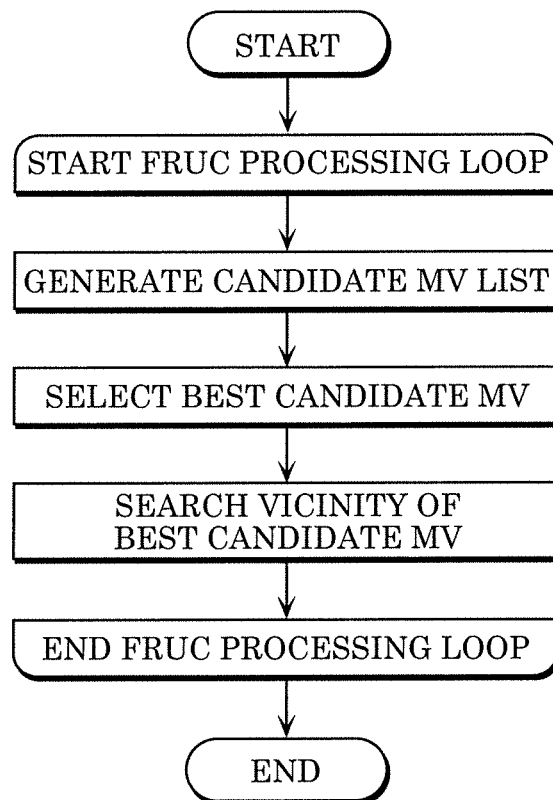 START
START FRUC PROCESSING LOOP
GENERATE CANDIDATE MV LIST
SELECT BEST CANDIDATE MV
SEARCH VICINITY OF
BEST CANDIDATE MV
END FRUC PROCESSING LOOP
END